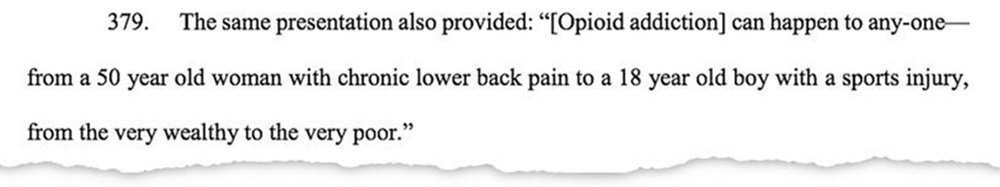 379. The same presentation also provided: “[Opioid addiction] can happen to any-one—
from a 50 year old woman with chronic lower back pain to a 18 year old boy with a sports injury,
from the very wealthy to the very poor.”